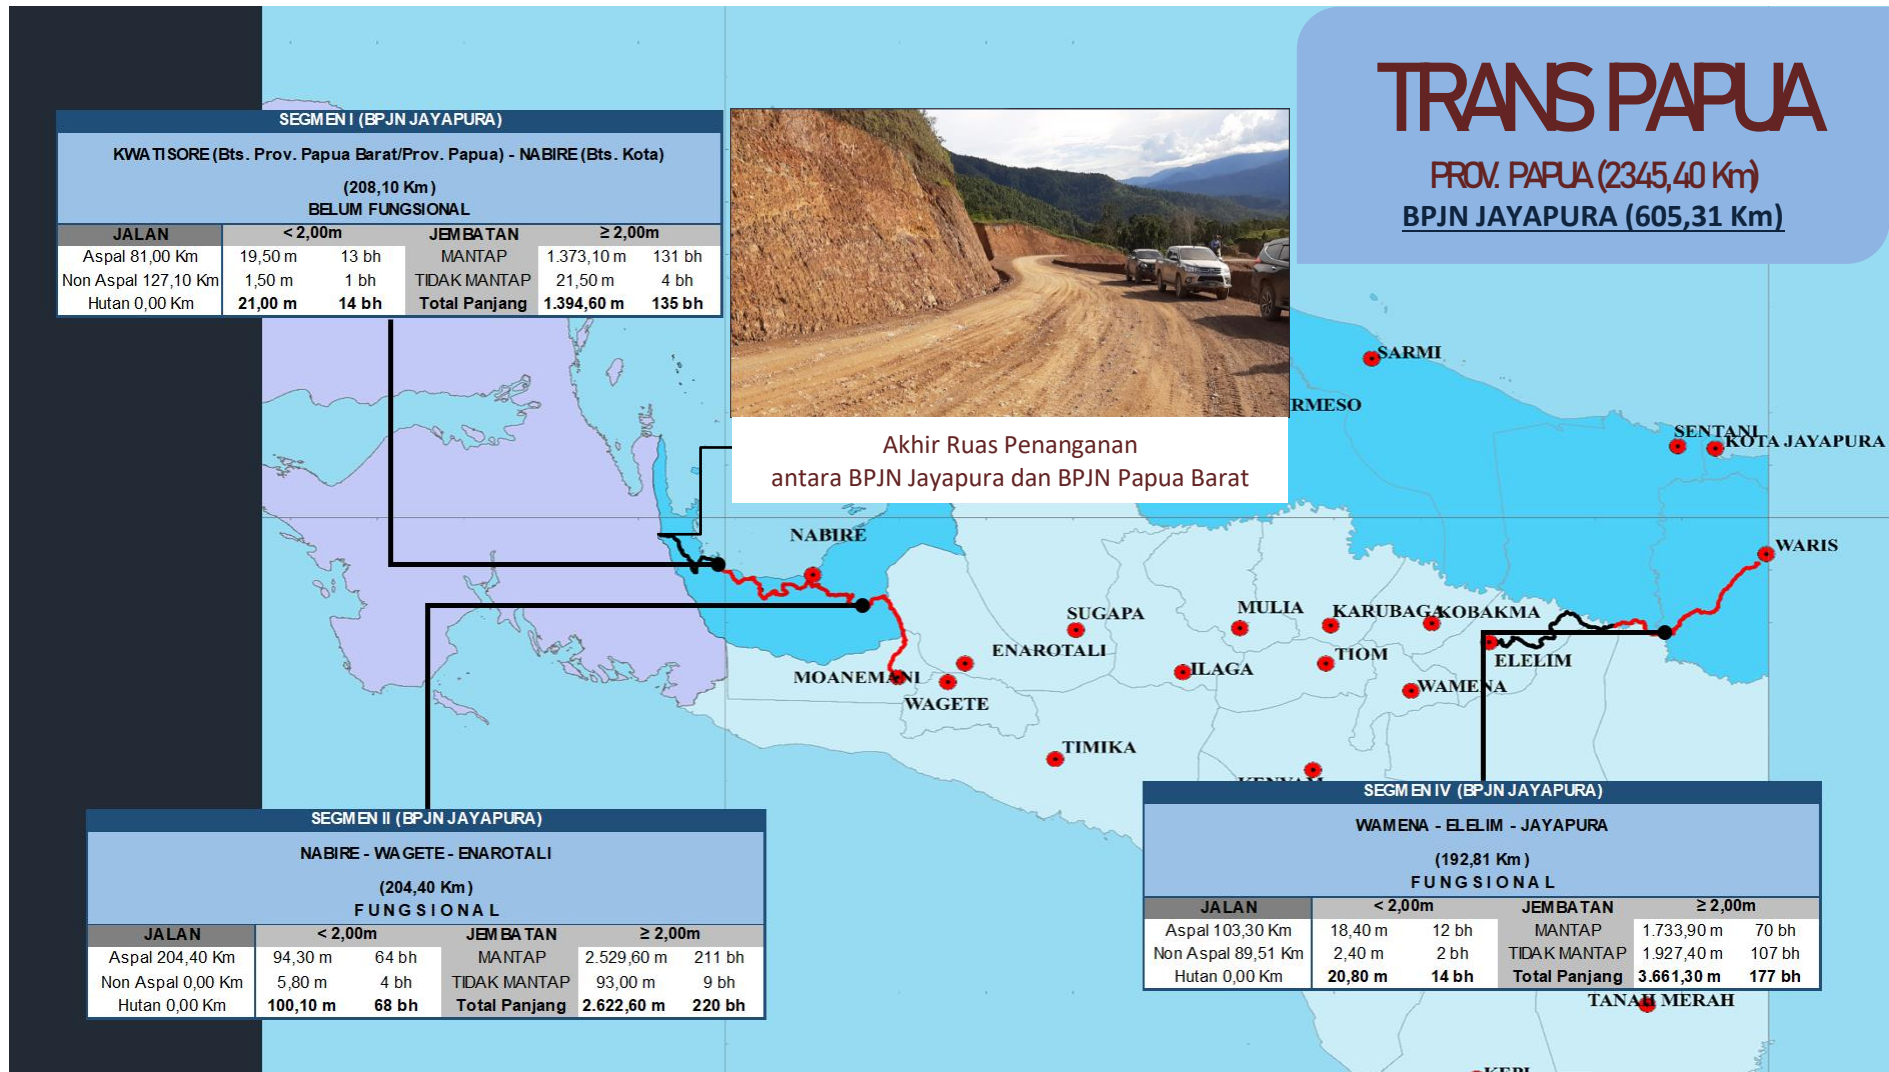 TRANS PAPUA
PROV. PAPUA (2345,40 Km)
BPJN JAYAPURA (605,31 Km)
SEGMEN I (BPJN JAYAPURA)
KWATISORE (Bts. Prov. Papua Barat/Prov. Papua) - NABIRE (Bts. Kota)
(208,10 Km)
BELUM FUNGSIONAL
JALAN < 2,00m JEMBATAN ≥ 2,00m
Aspal 81,00 Km 19,50 m 13 bh MANTAP 1.373,10 m 131 bh
Non Aspal 127,10 Km 1,50 m 1 bh TIDAK MANTAP 21,50 m 4 bh
Hutan 0,00 Km 21,00 m 14 bh Total Panjang 1.394,60 m 135 bh
Akhir Ruas Penanganan
antara BPJN Jayapura dan BPJN Papua Barat
SARMI
RMESO
SENTANI
KOTA JAYAPURA
NABIRE
WARIS
SUGAPA
MULIA
KARUBAGA
KOBAKMA
ENAROTALI
TIOM
ELELIM
MOANEMANI
ILAGA
WAMENA
WAGETE
TIMIKA
KENYAM
SEGMEN II (BPJN JAYAPURA)
NABIRE - WAGETE - ENAROTALI
(204,40 Km)
FUNGSIONAL
JALAN < 2,00m JEMBATAN ≥ 2,00m
Aspal 204,40 Km 94,30 m 64 bh MANTAP 2.529,60 m 211 bh
Non Aspal 0,00 Km 5,80 m 4 bh TIDAK MANTAP 93,00 m 9 bh
Hutan 0,00 Km 100,10 m 68 bh Total Panjang 2.622,60 m 220 bh
SEGMEN IV (BPJN JAYAPURA)
WAMENA - ELELIM - JAYAPURA
(192,81 Km)
FUNGSIONAL
JALAN < 2,00m JEMBATAN ≥ 2,00m
Aspal 103,30 Km 18,40 m 12 bh MANTAP 1.733,90 m 70 bh
Non Aspal 89,51 Km 2,40 m 2 bh TIDAK MANTAP 1.927,40 m 107 bh
Hutan 0,00 Km 20,80 m 14 bh Total Panjang 3.661,30 m 177 bh
TANAH MERAH
KEPI